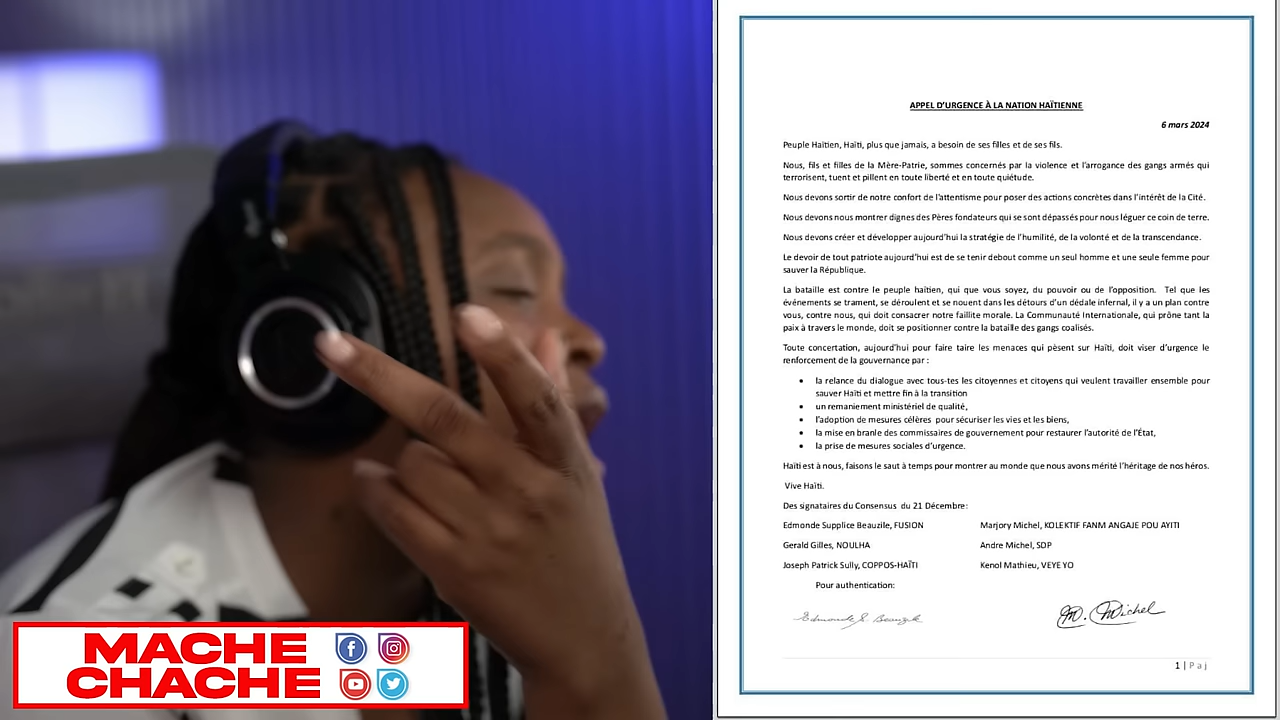 APPEL D'URGENCE À LA NATION HAÏTIENNE
6 mars 2024
Peuple Haïtien, Haïti, plus que jamais, a besoin de ses filles et de ses fils.
Nous, fils et filles de la Mère-Patrie, sommes concernés par la violence et l'arrogance des gangs armés qui
terrorisent, tuent et pillent en toute liberté et en toute quiétude.
Nous devons sortir de notre confort de l'attentisme pour poser des actions concrètes dans l'intérêt de la Cité.
Nous devons nous montrer dignes des Pères fondateurs qui se sont dépassés pour nous léguer ce coin de terre.
Nous devons créer et développer aujourd'hui la stratégie de l'humilité, de la volonté et de la transcendance.
Le devoir de tout patriote aujourd'hui est de se tenir debout comme un seul homme et une seule femme pour
sauver la République.
La bataille est contre le peuple haïtien, qui que vous soyez, du pouvoir ou de l'opposition. Tel que les
événements se trament, se déroulent et se nouent dans les détours d'un dédale infernal, il y a un plan contre
vous, contre nous, qui doit consacrer notre faillite morale. La Communauté Internationale, qui prône tant la
paix à travers le monde, doit se positionner contre la bataille des gangs coalisés.
Toute concertation, aujourd'hui pour faire taire les menaces qui pèsent sur Haïti, doit viser d'urgence le
renforcement de la gouvernance par :
• la relance du dialogue avec tous-tes les citoyennes et citoyens qui veulent travailler ensemble pour
sauver Haïti et mettre fin à la transition
• un remaniement ministériel de qualité,
• l'adoption de mesures célères pour sécuriser les vies et les biens,
• la mise en branle des commissaires de gouvernement pour restaurer l'autorité de l'État,
• la prise de mesures sociales d'urgence.
Haïti est à nous, faisons le saut à temps pour montrer au monde que nous avons mérité l'héritage de nos héros.
Vive Haïti.
Des signataires du Consensus du 21 Décembre:
Edmonde Supplice Beauzile, FUSION
Marjory Michel, KOLEKTIF FANM ANGAJE POU AYITI
Gerald Gilles, NOULHA
Andre Michel, SDP
Joseph Patrick Sully, COPPOS-HAÏTI
Kenol Mathieu, VEYE YO
Pour authentication:
Edmonde S. Beauzile
M. Michel
1 | P a j
MACHE
CHACHE